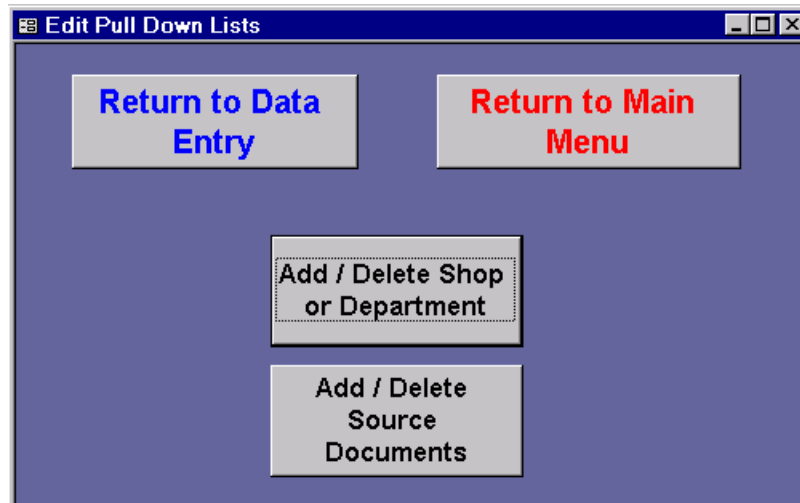 Edit Pull Down Lists
Return to Data
Entry
Return to Main
Menu
Add / Delete Shop
or Department
Add / Delete
Source
Documents